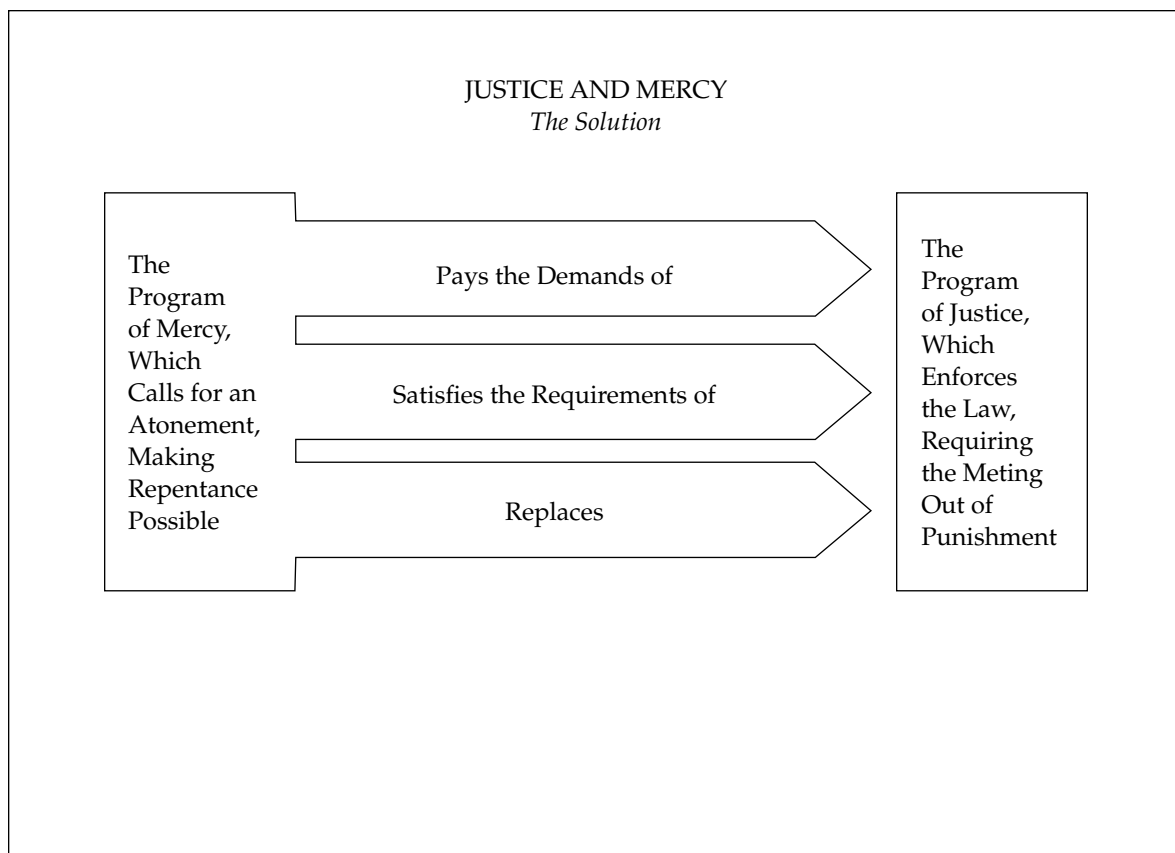 JUSTICE AND MERCY
The Solution
The
Program
of Mercy,
Which
Calls for an
Atonement,
Making
Repentance
Possible
Pays the Demands of
Satisfies the Requirements of
Replaces
The
Program
of Justice,
Which
Enforces
the Law,
Requiring
the Meting
Out of
Punishment